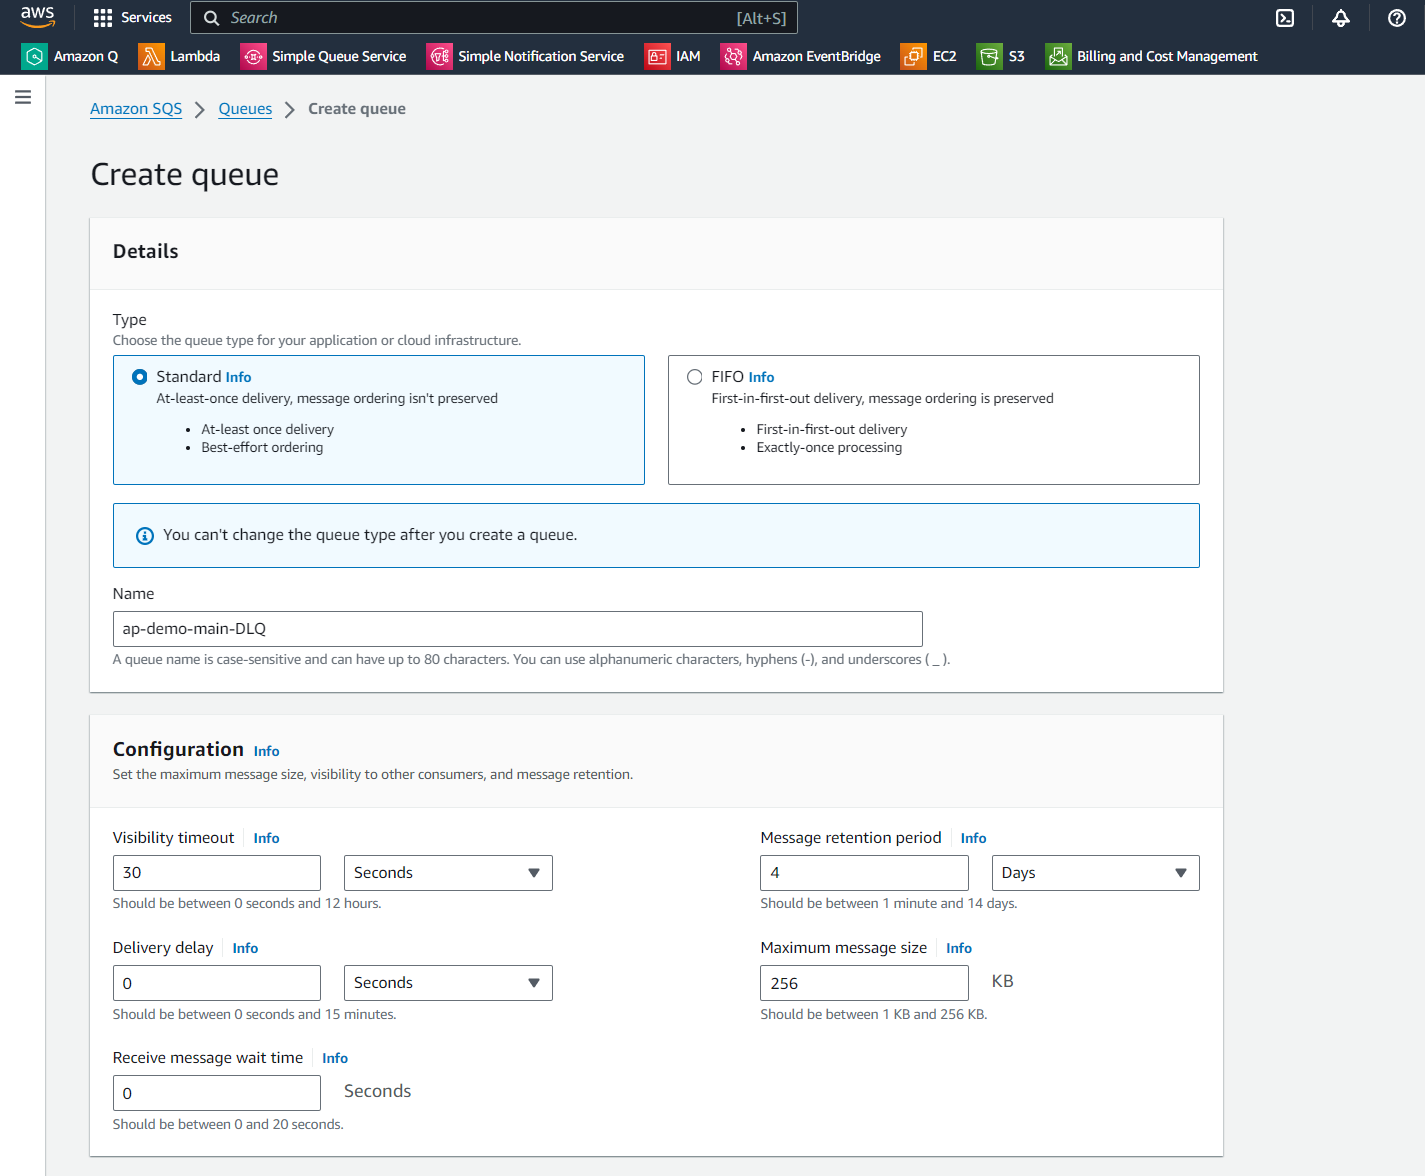 aws
Services
Search
[Alt+S]
Amazon Q
Lambda
Simple Queue Service
Simple Notification Service
IAM
Amazon EventBridge
EC2
S3
Billing and Cost Management
Amazon SQS
Queues
Create queue
Create queue
Details
Type
Choose the queue type for your application or cloud infrastructure.
Standard Info
At-least-once delivery, message ordering isn't preserved
• At-least once delivery
• Best-effort ordering
FIFO Info
First-in-first-out delivery, message ordering is preserved
• First-in-first-out delivery
• Exactly-once processing
You can't change the queue type after you create a queue.
Name
ap-demo-main-DLQ
A queue name is case-sensitive and can have up to 80 characters. You can use alphanumeric characters, hyphens (-), and underscores ( _ ).
Configuration Info
Set the maximum message size, visibility to other consumers, and message retention.
Visibility timeout Info
30 Seconds
Should be between 0 seconds and 12 hours.
Message retention period Info
4 Days
Should be between 1 minute and 14 days.
Delivery delay Info
0 Seconds
Should be between 0 seconds and 15 minutes.
Maximum message size Info
256 KB
Should be between 1 KB and 256 KB.
Receive message wait time Info
0 Seconds
Should be between 0 and 20 seconds.